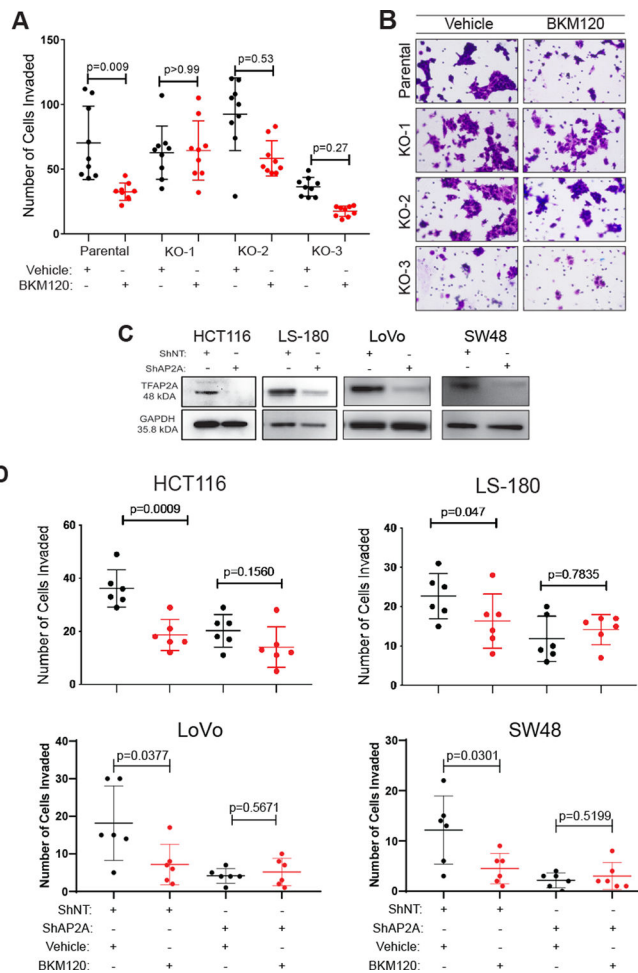 A
p=0.009
p>0.99
p=0.53
p=0.27
Number of Cells Invaded
150
100
50
0
Parental KO-1 KO-2 KO-3
Vehicle: + - + - + - + -
BKM120: - + - + - + - +
B
Vehicle BKM120
Parental
KO-1
KO-2
KO-3
C
HCT116 LS-180 LoVo SW48
ShNT: + - + - + - + -
ShAP2A: - + - + - + - +
TFAP2A
48 kDA
GAPDH
35.8 kDA
D
HCT116
p=0.0009
p=0.1560
Number of Cells Invaded
60
40
20
0
LS-180
p=0.047
p=0.7835
Number of Cells Invaded
40
30
20
10
0
LoVo
p=0.0377
p=0.5671
Number of Cells Invaded
40
30
20
10
0
SW48
p=0.0301
p=0.5199
Number of Cells Invaded
30
20
10
0
ShNT: + + - -
ShAP2A: - - + +
Vehicle: + - + -
BKM120: - + - +
ShNT: + + - -
ShAP2A: - - + +
Vehicle: + - + -
BKM120: - + - +